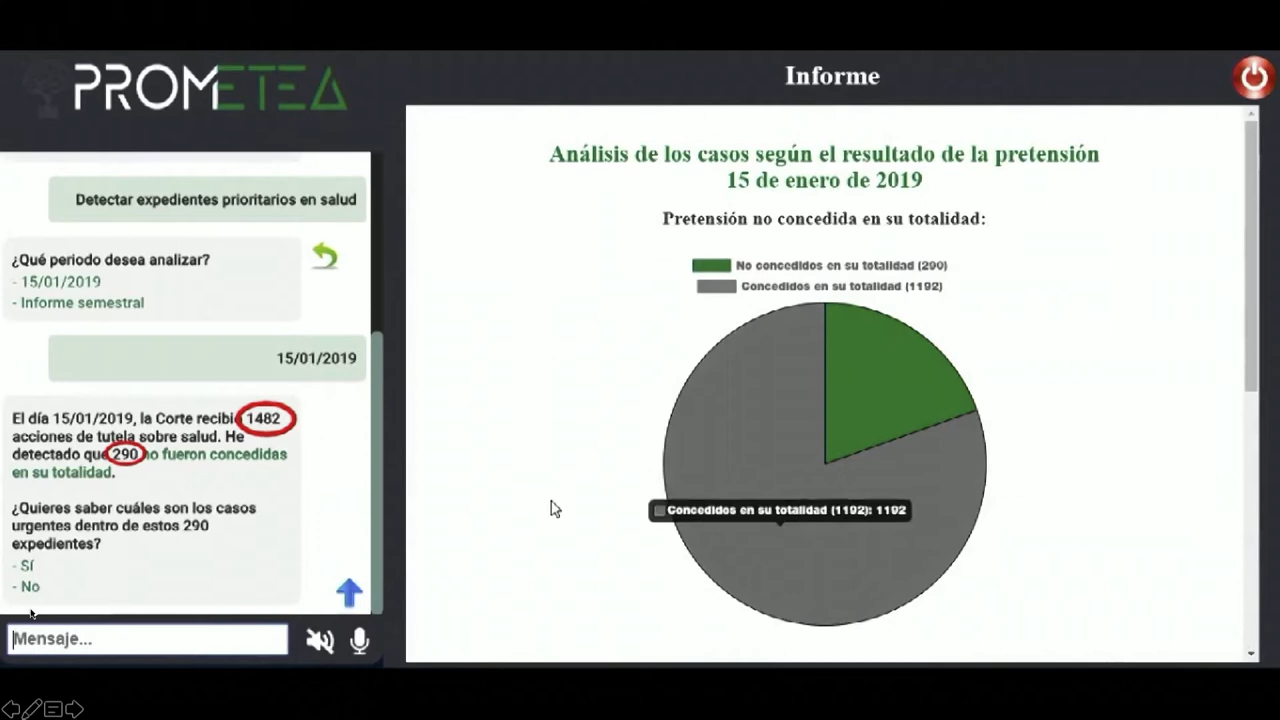 PROMETEA
Informe
Detectar expedientes prioritarios en salud
¿Qué periodo desea analizar?
- 15/01/2019
- Informe semestral
15/01/2019
El día 15/01/2019, la Corte recibi 1482
acciones de tutela sobre salud. He
detectado que 290 no fueron concedidas
en su totalidad.
¿Quieres saber cuáles son los casos
urgentes dentro de estos 290
expedientes?
- Sí
- No
Mensaje...
Análisis de los casos según el resultado de la pretensión
15 de enero de 2019
Pretensión no concedida en su totalidad:
No concedidos en su totalidad (290)
Concedidos en su totalidad (1192)
Concedidos en su totalidad (1192): 1192